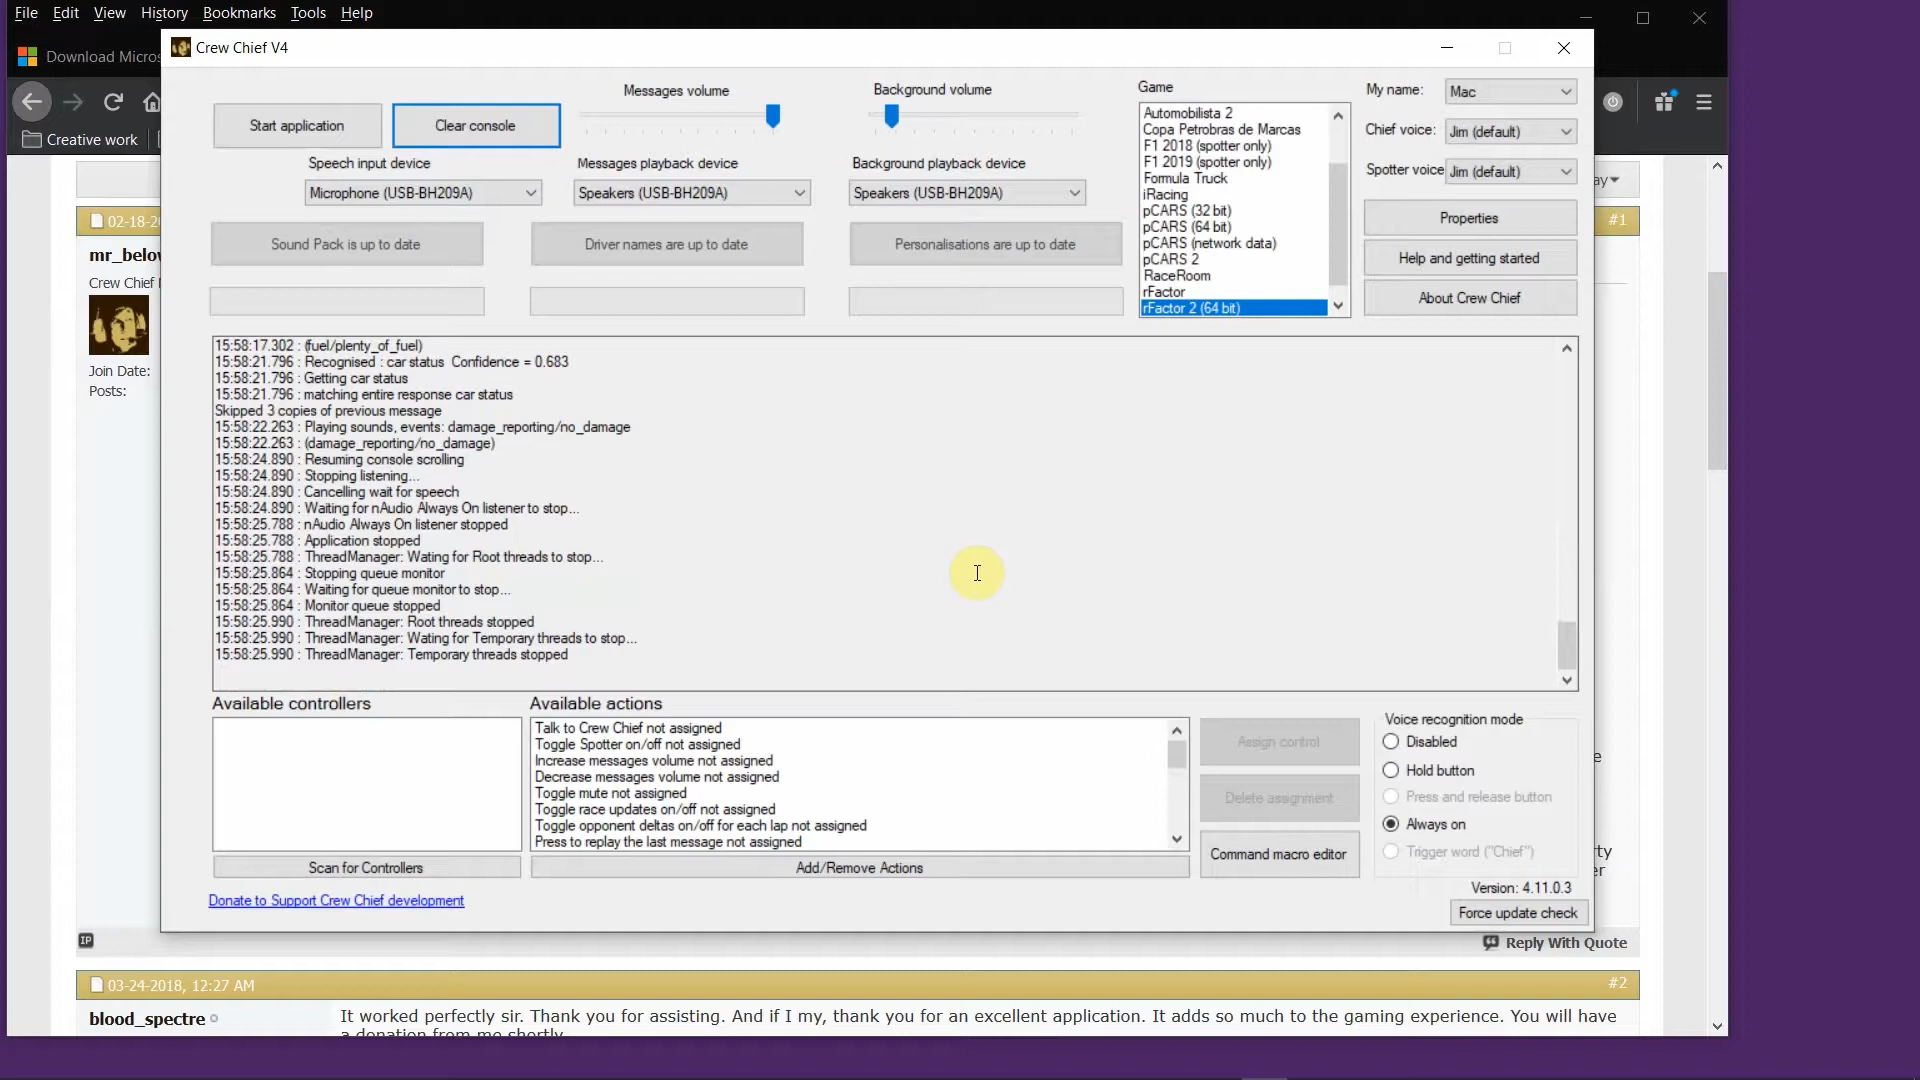 File Edit View History Bookmarks Tools Help
Download Micros
Creative work
Crew Chief V4
Start application
Clear console
Messages volume
Background volume
Speech input device
Messages playback device
Background playback device
Microphone (USB-BH209A)
Speakers (USB-BH209A)
Speakers (USB-BH209A)
Sound Pack is up to date
Driver names are up to date
Personalisations are up to date
Game
Automobilista 2
Copa Petrobras de Marcas
F1 2018 (spotter only)
F1 2019 (spotter only)
Formula Truck
iRacing
pCARS (32 bit)
pCARS (64 bit)
pCARS (network data)
pCARS 2
RaceRoom
rFactor
rFactor 2 (64 bit)
My name: Mac
Chief voice: Jim (default)
Spotter voice Jim (default)
Properties
Help and getting started
About Crew Chief
15:58:17.302 : (fuel/plenty_of_fuel)
15:58:21.796 : Recognised : car status Confidence = 0.683
15:58:21.796 : Getting car status
15:58:21.796 : matching entire response car status
Skipped 3 copies of previous message
15:58:22.263 : Playing sounds, events: damage_reporting/no_damage
15:58:22.263 : (damage_reporting/no_damage)
15:58:24.890 : Resuming console scrolling
15:58:24.890 : Stopping listening...
15:58:24.890 : Cancelling wait for speech
15:58:24.890 : Waiting for nAudio Always On listener to stop...
15:58:25.788 : nAudio Always On listener stopped
15:58:25.788 : Application stopped
15:58:25.788 : ThreadManager: Wating for Root threads to stop...
15:58:25.864 : Stopping queue monitor
15:58:25.864 : Waiting for queue monitor to stop...
15:58:25.864 : Monitor queue stopped
15:58:25.990 : ThreadManager: Root threads stopped
15:58:25.990 : ThreadManager: Wating for Temporary threads to stop...
15:58:25.990 : ThreadManager: Temporary threads stopped
Available controllers
Scan for Controllers
Available actions
Talk to Crew Chief not assigned
Toggle Spotter on/off not assigned
Increase messages volume not assigned
Decrease messages volume not assigned
Toggle mute not assigned
Toggle race updates on/off not assigned
Toggle opponent deltas on/off for each lap not assigned
Press to replay the last message not assigned
Add/Remove Actions
Assign control
Delete assignment
Command macro editor
Voice recognition mode
Disabled
Hold button
Press and release button
Always on
Trigger word ("Chief")
Version: 4.11.0.3
Force update check
Donate to Support Crew Chief development
02-18-2
#1
mr_belov
Crew Chief
Join Date:
Posts:
ay
e
rty
er
IP
Reply With Quote
03-24-2018, 12:27 AM
#2
blood_spectre
It worked perfectly sir. Thank you for assisting. And if I my, thank you for an excellent application. It adds so much to the gaming experience. You will have
a donation from me shortly